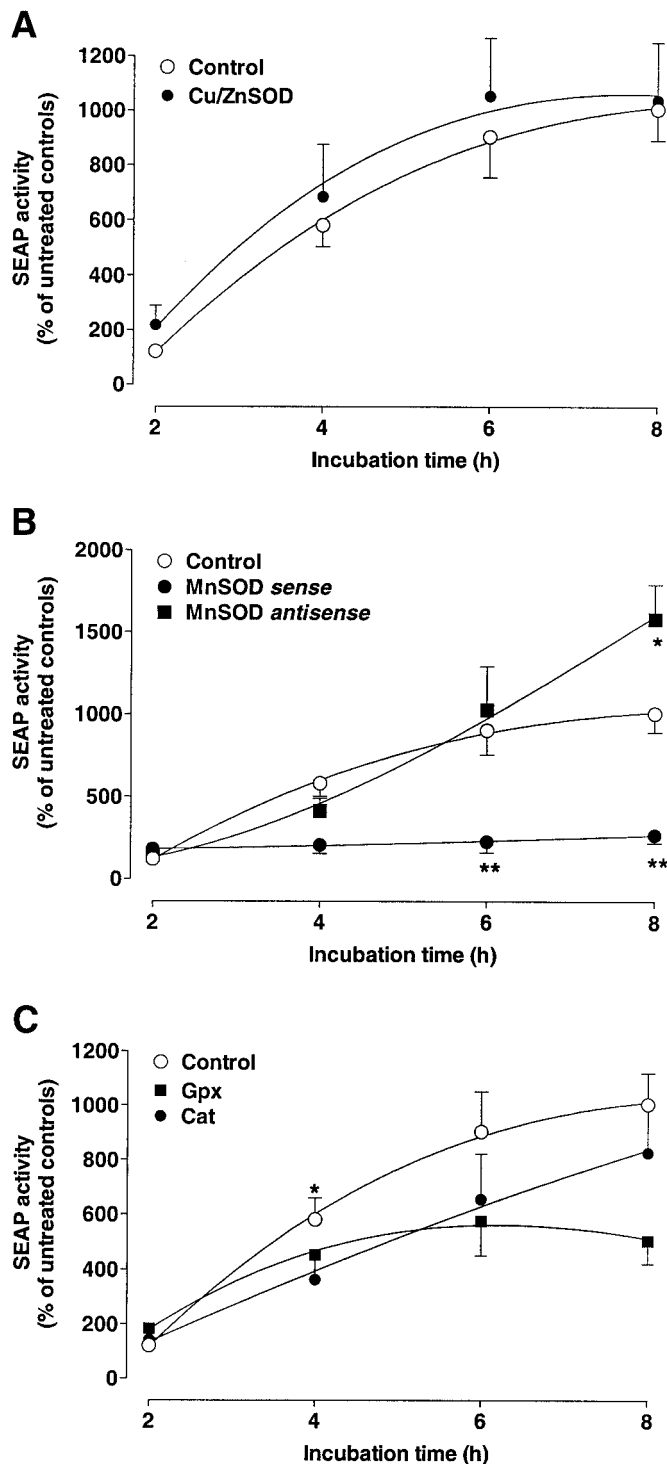 A
1200
1000
800
600
400
200
0
SEAP activity
(% of untreated controls)
Control
Cu/ZnSOD
2 4 6 8
Incubation time (h)
B
2000
1500
1000
500
0
SEAP activity
(% of untreated controls)
Control
MnSOD sense
MnSOD antisense
*
**
**
2 4 6 8
Incubation time (h)
C
1200
1000
800
600
400
200
0
SEAP activity
(% of untreated controls)
Control
Gpx
Cat
*
2 4 6 8
Incubation time (h)